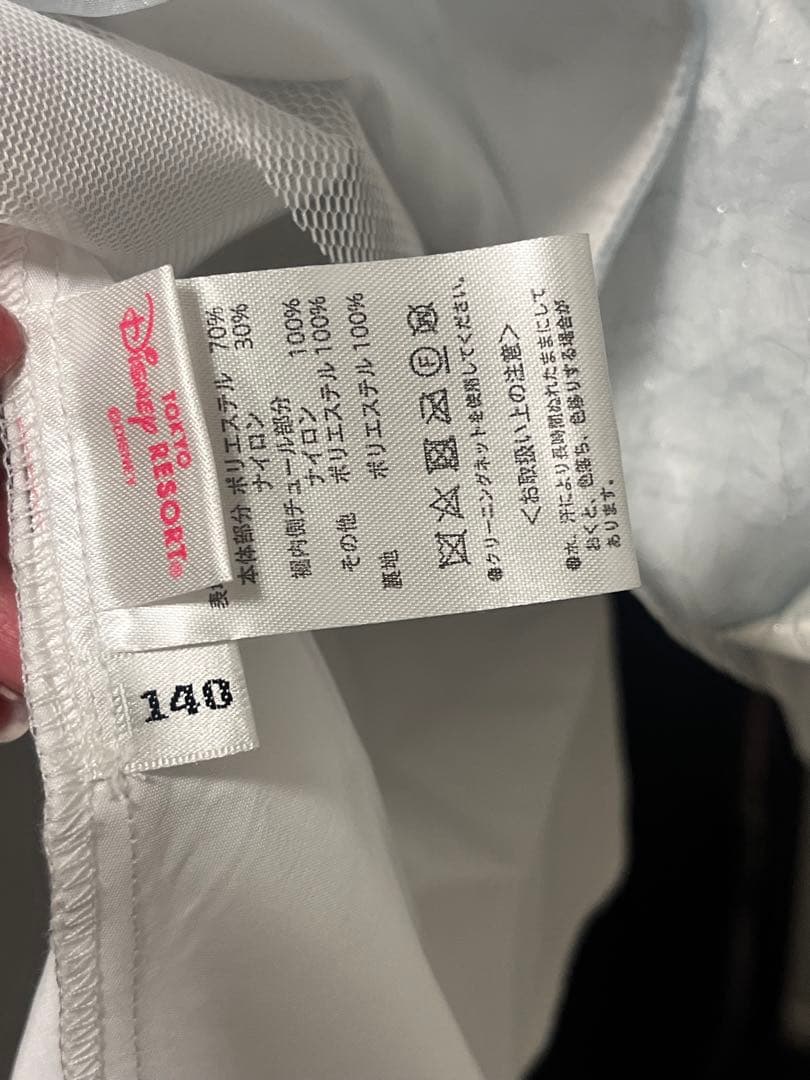 TOKYO
Disney
RESORT®
©DISNEY
表
本体部分 ポリエステル 70%
ナイロン 30%
裾内側チュール部分
ナイロン 100%
その他 ポリエステル 100%
裏地 ポリエステル 100%
F
●クリーニングネットを使用してください。
<お取扱い上の注意>
●水、汗により長時間ぬれたままにして
おくと、色落ち、色移りする場合が
あります。
140